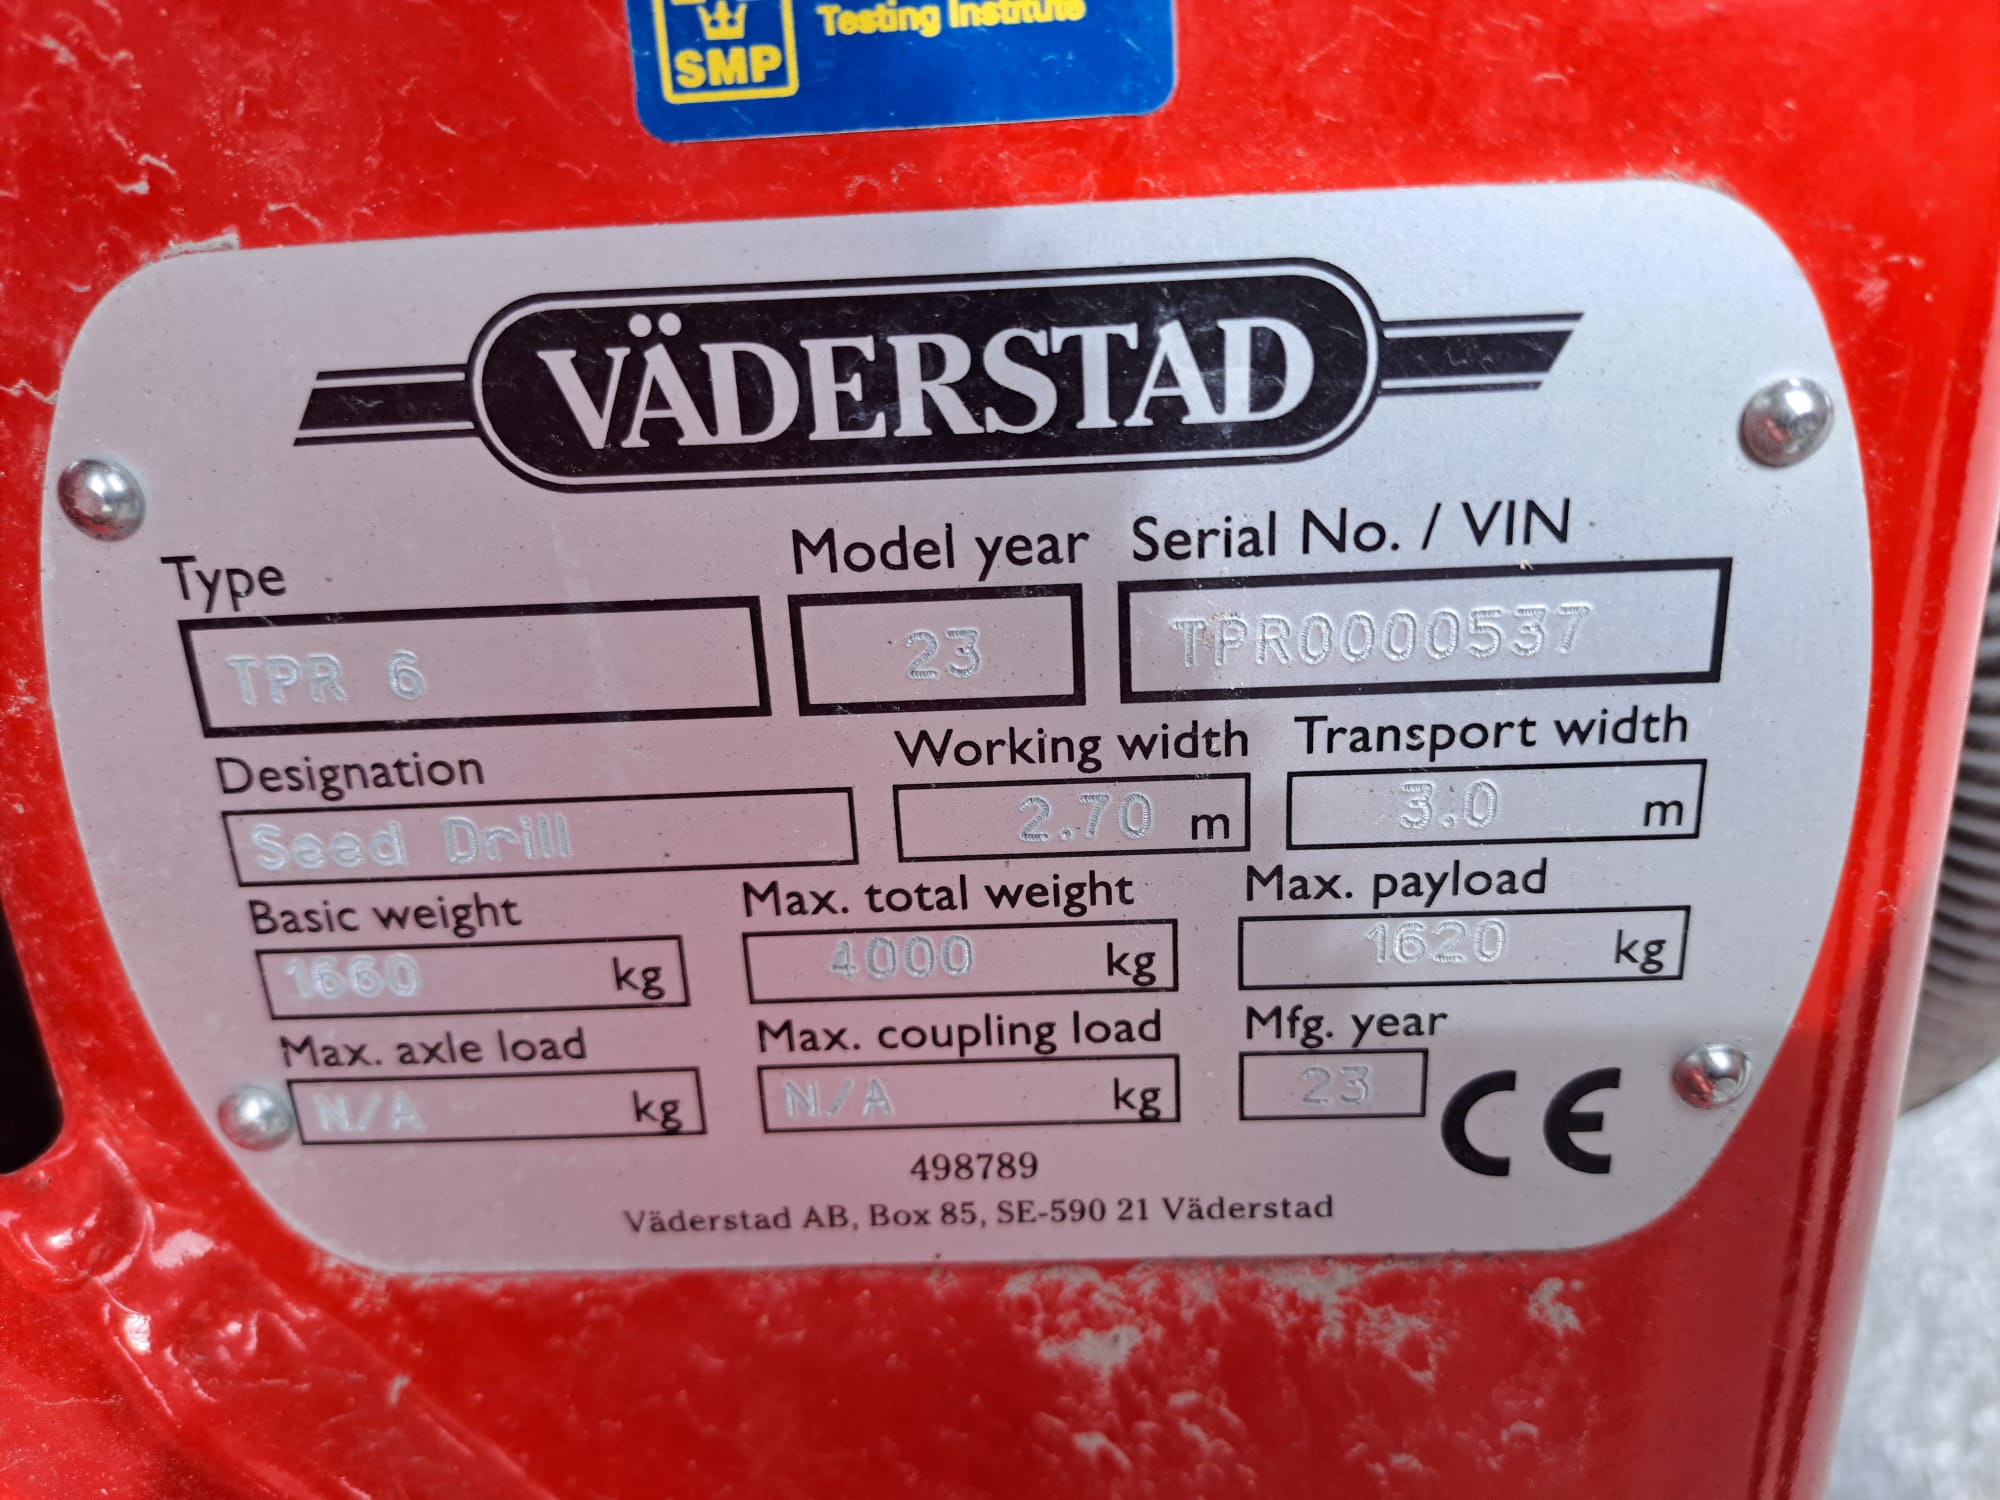 SMP
Testing Institute
VÄDERSTAD
Type Model year Serial No. / VIN
TPR 6 23 TPR0000537
Designation Working width Transport width
Seed Drill 2.70 m 3.0 m
Basic weight Max. total weight Max. payload
1660 kg 4000 kg 1620 kg
Max. axle load Max. coupling load Mfg. year
N/A kg N/A kg 23
CE
498789
Väderstad AB, Box 85, SE-590 21 Väderstad